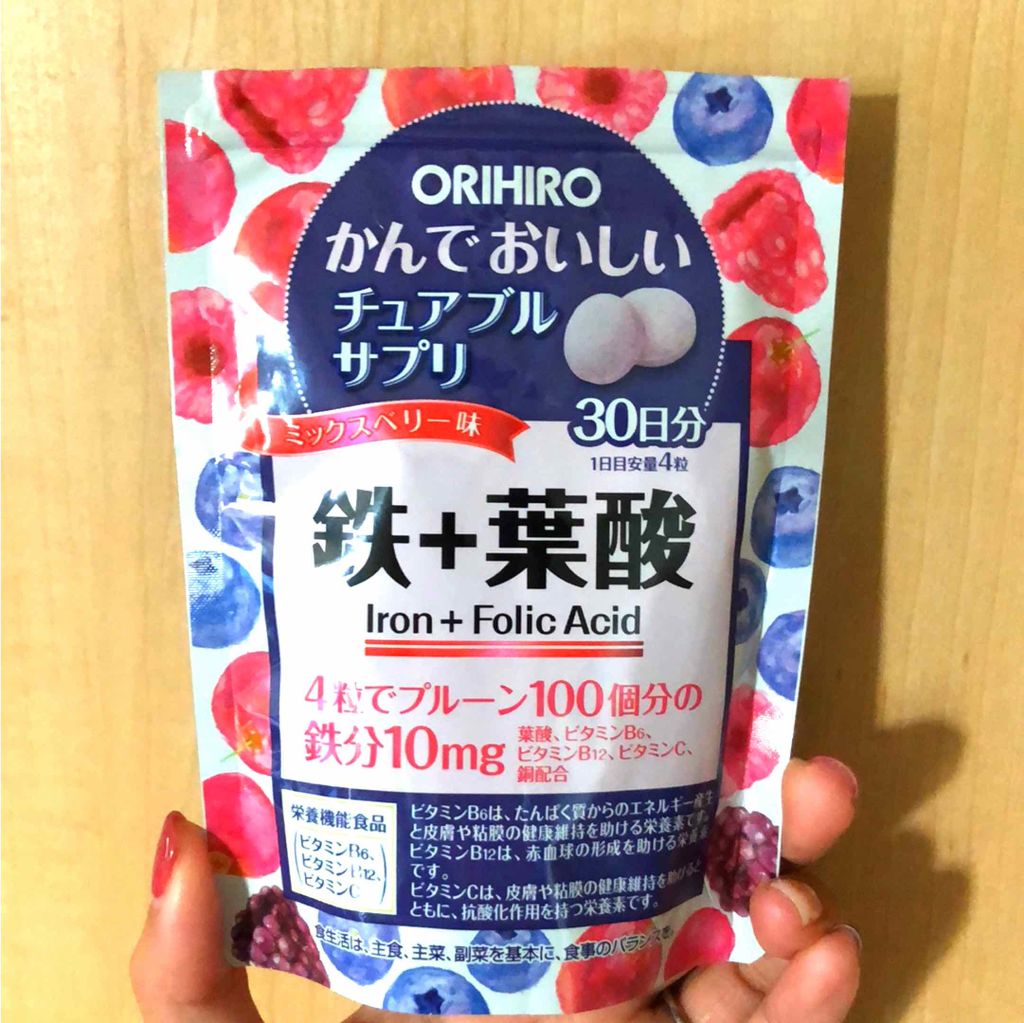 ORIHIRO
かんでおいしい
チュアブル
サプリ
ミックスベリー味
30日分
1日目安量4粒
鉄+葉酸
Iron + Folic Acid
4粒でプルーン100個分の
鉄分10mg
葉酸、ビタミンB6、
ビタミンB12、ビタミンC、
銅配合
栄養機能食品
(ビタミンB6、
ビタミンB12、
ビタミンC)
ビタミンB6は、たんぱく質からのエネルギー産生
と皮膚や粘膜の健康維持を助ける栄養素です。
ビタミンB12は、赤血球の形成を助ける栄養素
です。
ビタミンCは、皮膚や粘膜の健康維持を助けると
ともに、抗酸化作用を持つ栄養素です。
食生活は、主食、主菜、副菜を基本に、食事のバランスを。